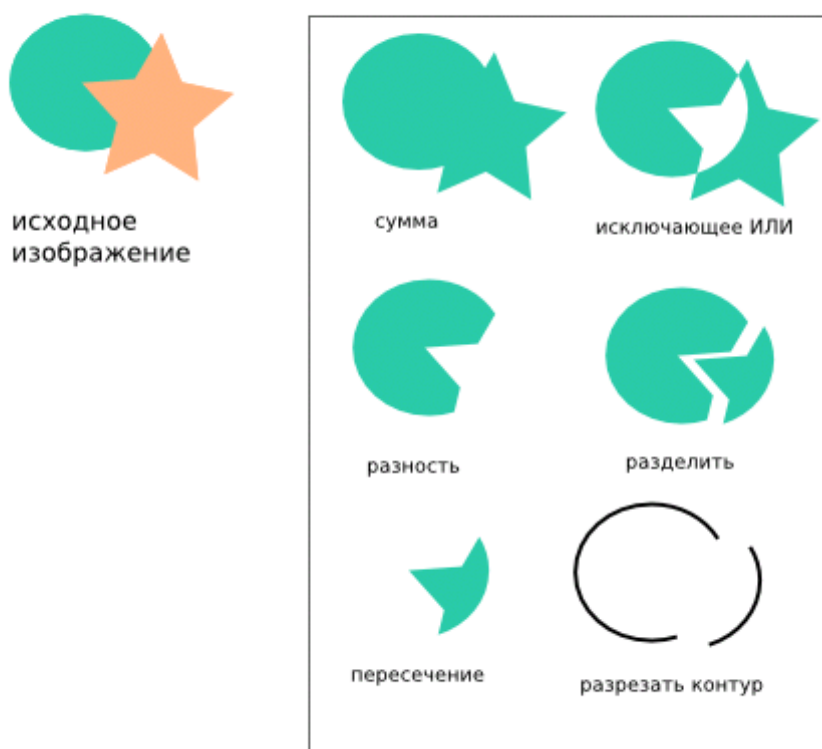 исходное
изображение
сумма
исключающее ИЛИ
разность
разделить
пересечение
разрезать контур